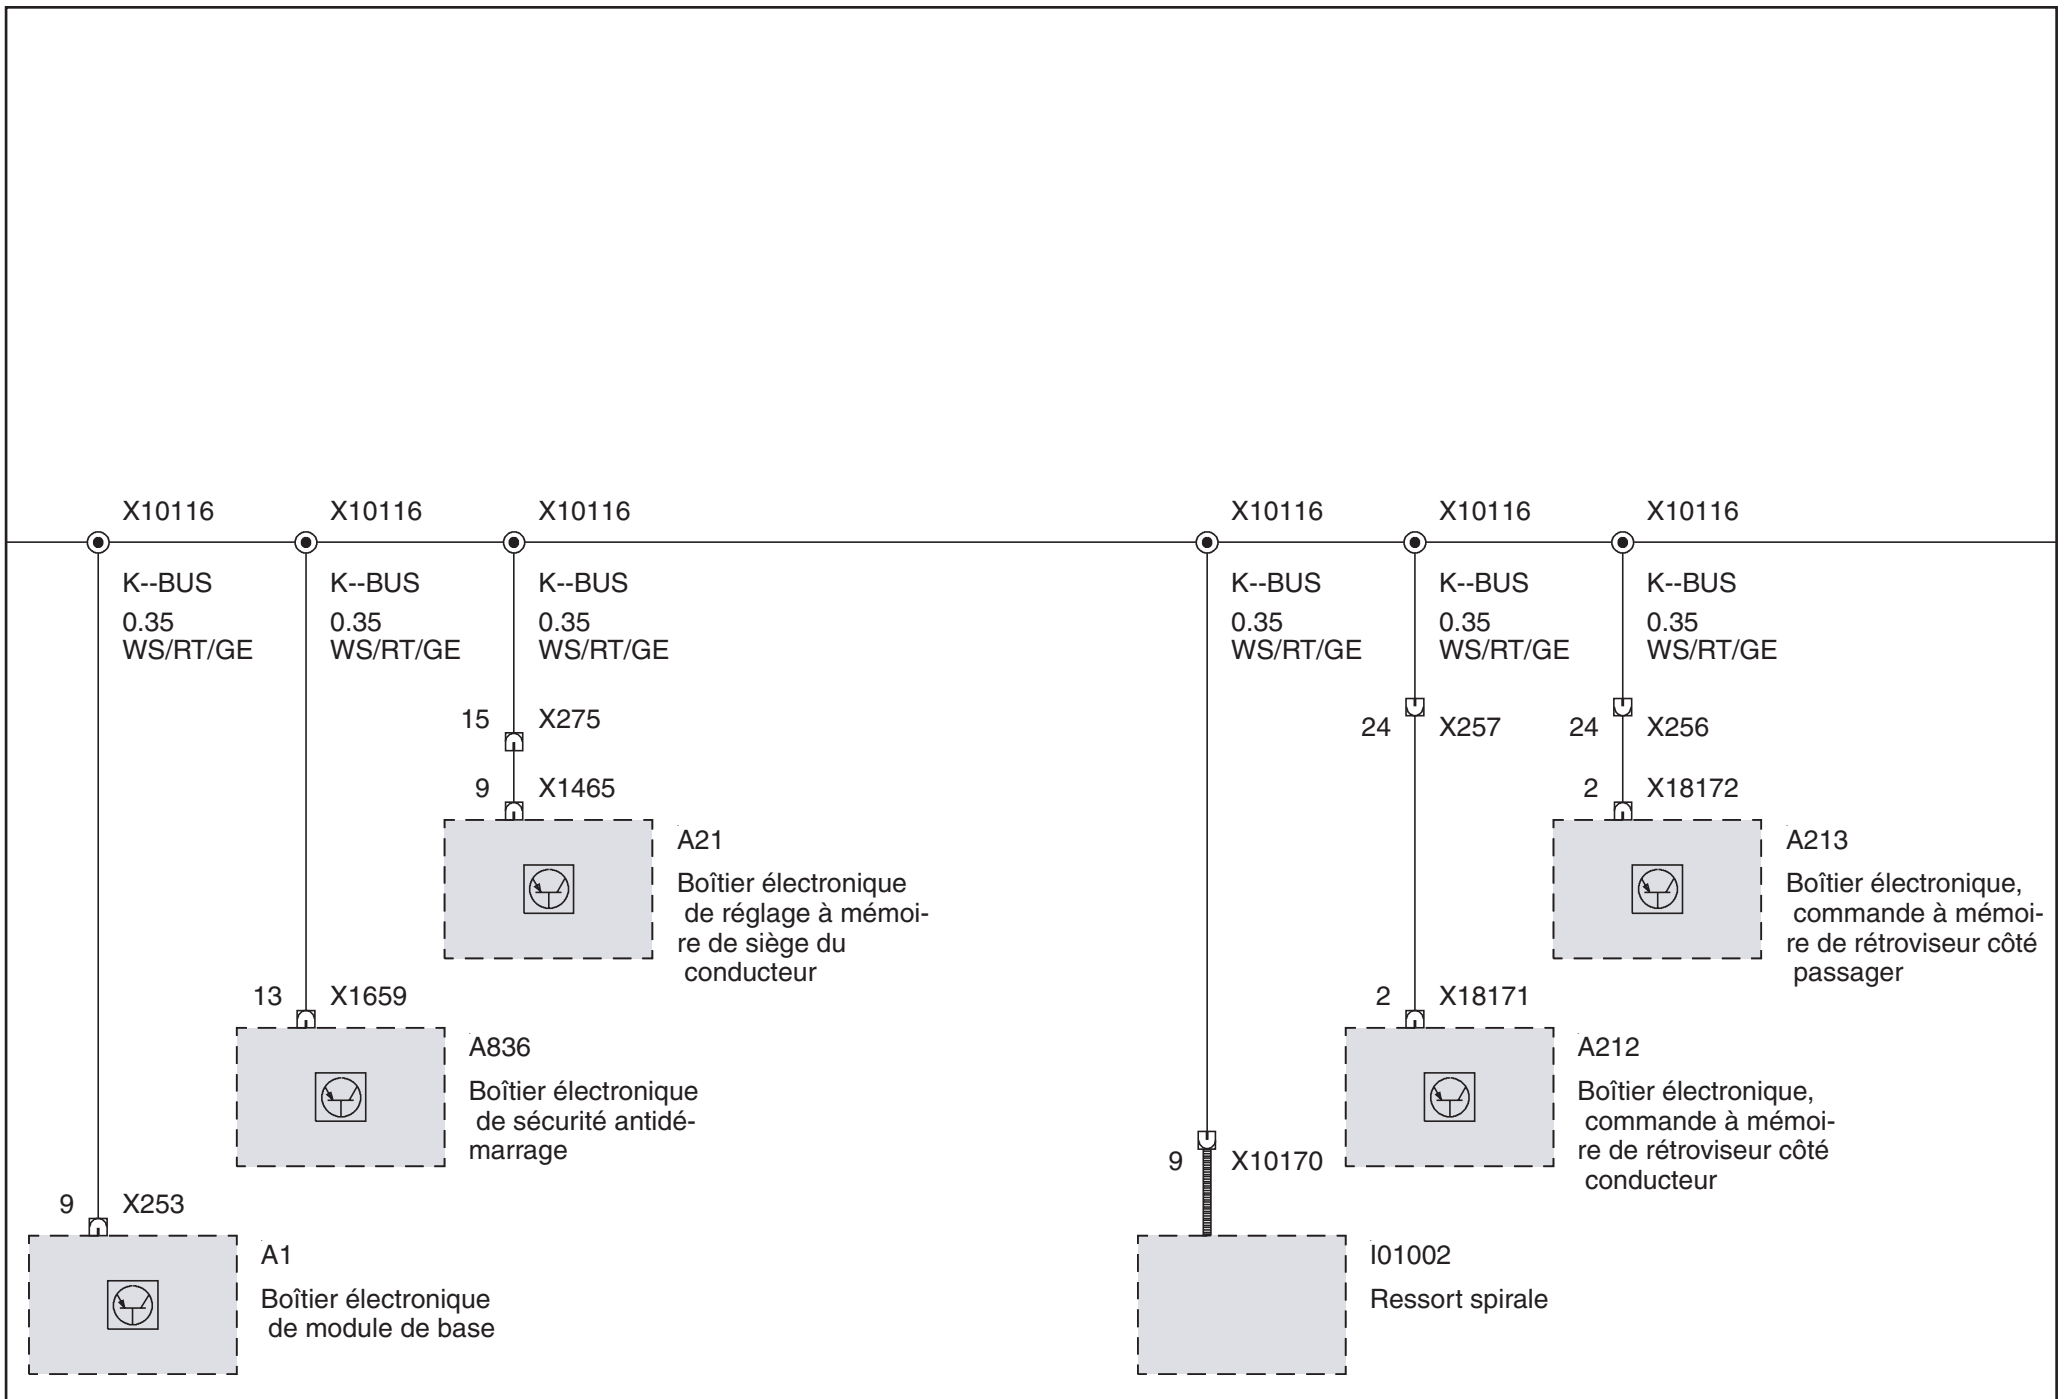 X10116
X10116
X10116
X10116
X10116
X10116
K--BUS
0.35
WS/RT/GE
K--BUS
0.35
WS/RT/GE
K--BUS
0.35
WS/RT/GE
K--BUS
0.35
WS/RT/GE
K--BUS
0.35
WS/RT/GE
K--BUS
0.35
WS/RT/GE
15 X275
24 X257
24 X256
9 X1465
2 X18172
A21
Boîtier électronique
de réglage à mémoi-
re de siège du
conducteur
A213
Boîtier électronique,
commande à mémoi-
re de rétroviseur côté
passager
13 X1659
2 X18171
A836
Boîtier électronique
de sécurité antidé-
marrage
A212
Boîtier électronique,
commande à mémoi-
re de rétroviseur côté
conducteur
9 X10170
9 X253
A1
Boîtier électronique
de module de base
I01002
Ressort spirale